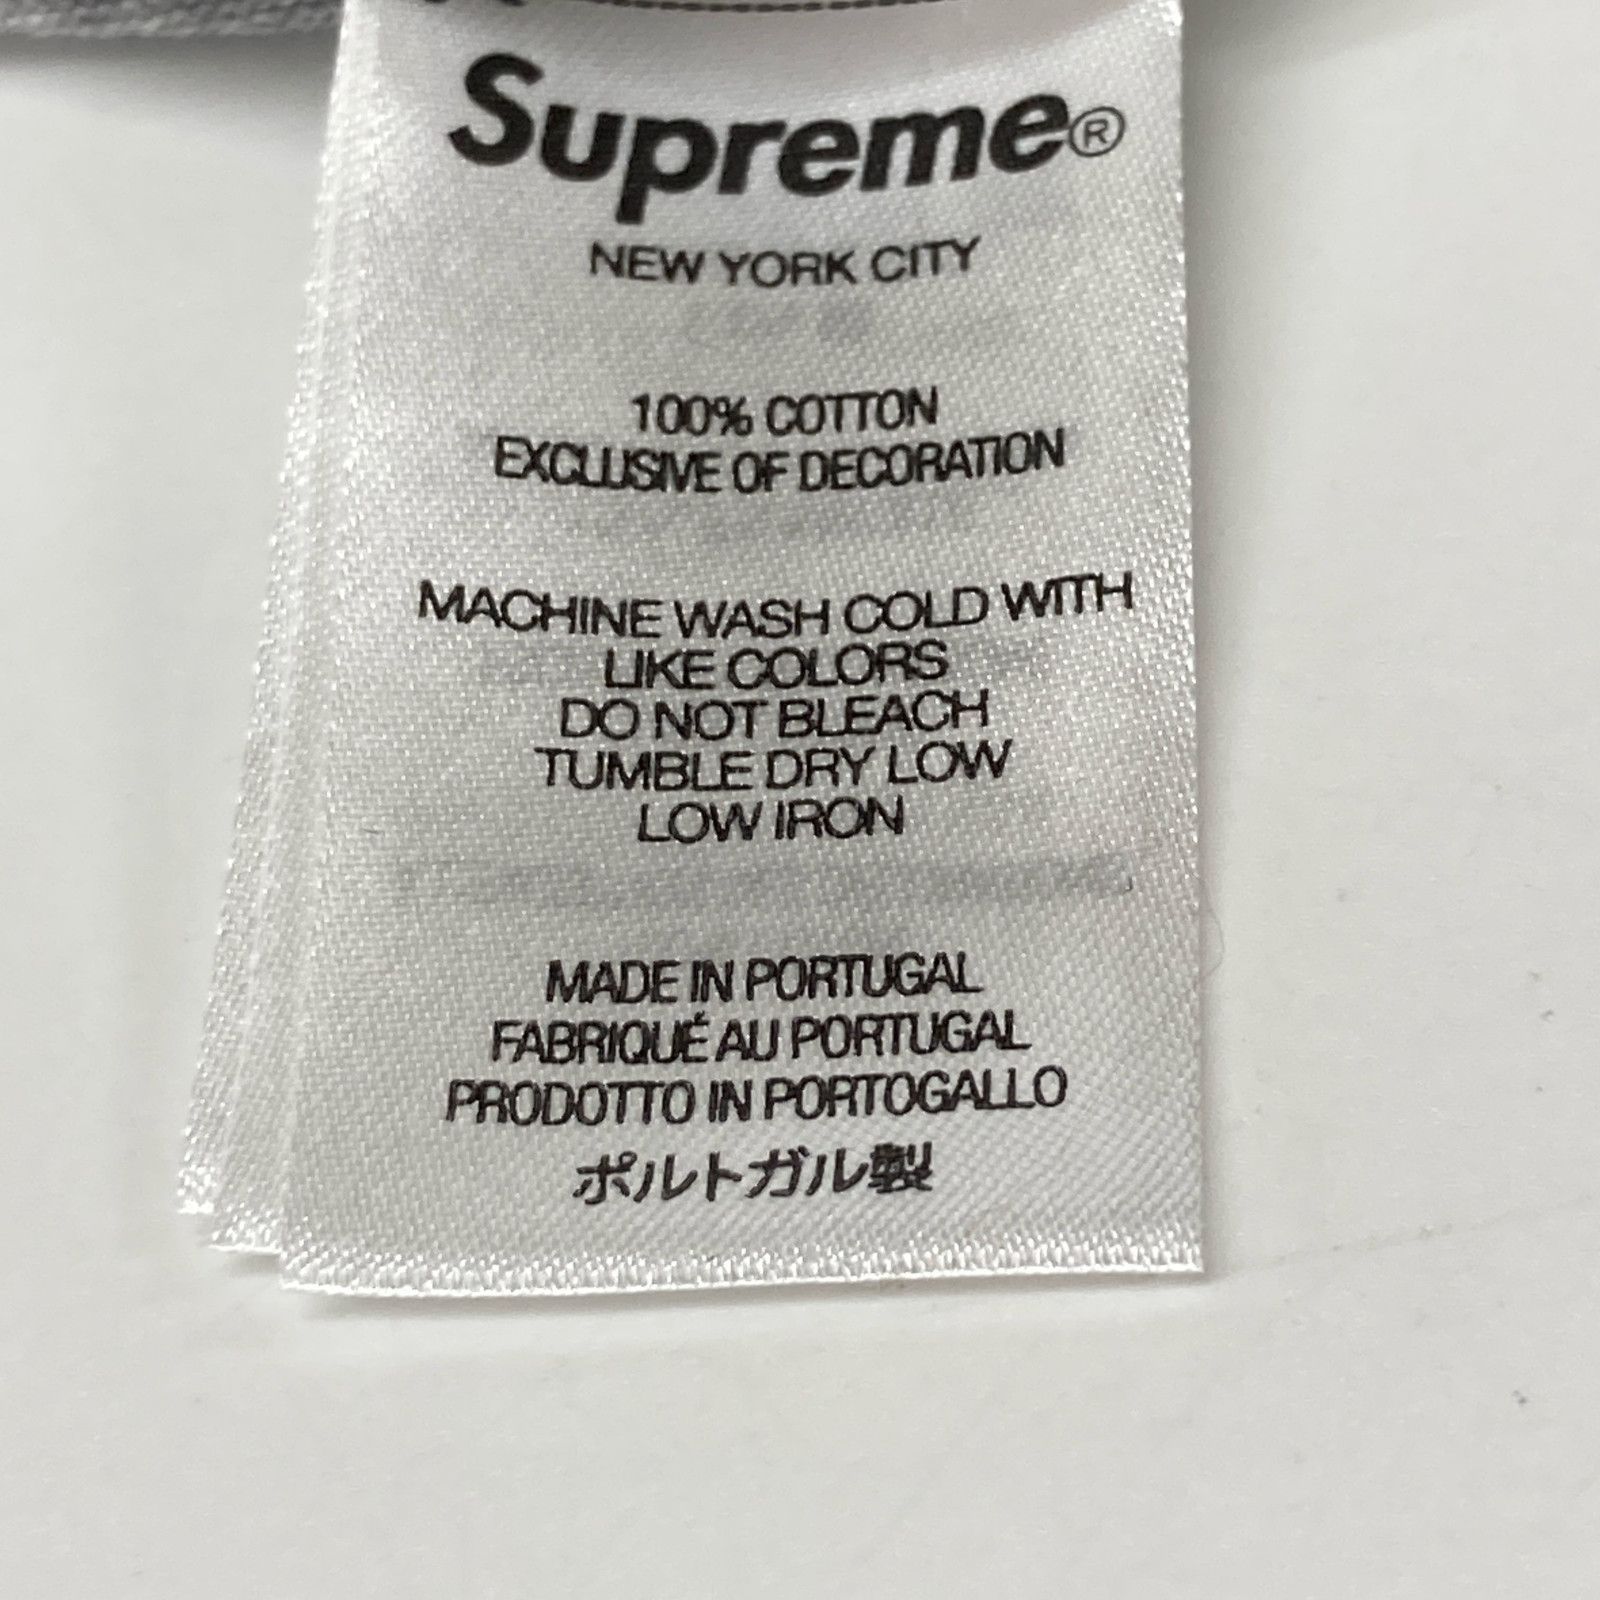 Supreme®
NEW YORK CITY
100% COTTON
EXCLUSIVE OF DECORATION
MACHINE WASH COLD WITH
LIKE COLORS
DO NOT BLEACH
TUMBLE DRY LOW
LOW IRON
MADE IN PORTUGAL
FABRIQUÉ AU PORTUGAL
PRODOTTO IN PORTOGALLO
ポルトガル製